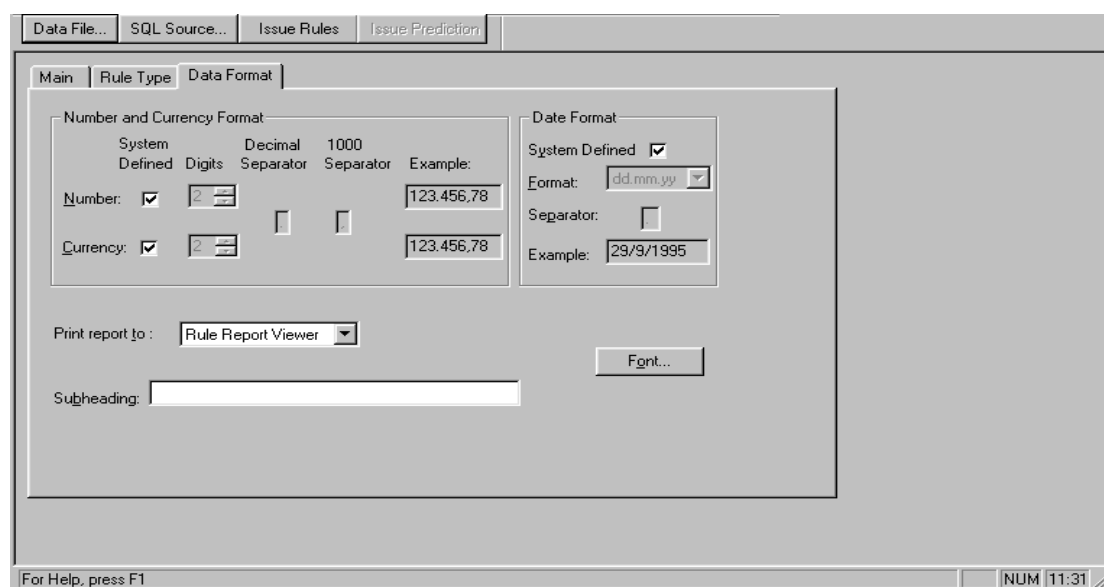 Data File... SQL Source... Issue Rules Issue Prediction
Main Rule Type Data Format
Number and Currency Format
System Defined Digits Decimal Separator 1000 Separator Example:
Number: 2 123.456,78
Currency: 2 123.456,78
Date Format
System Defined
Format: dd.mm.yy
Separator:
Example: 29/9/1995
Print report to : Rule Report Viewer
Font...
Subheading:
For Help, press F1 NUM 11:31